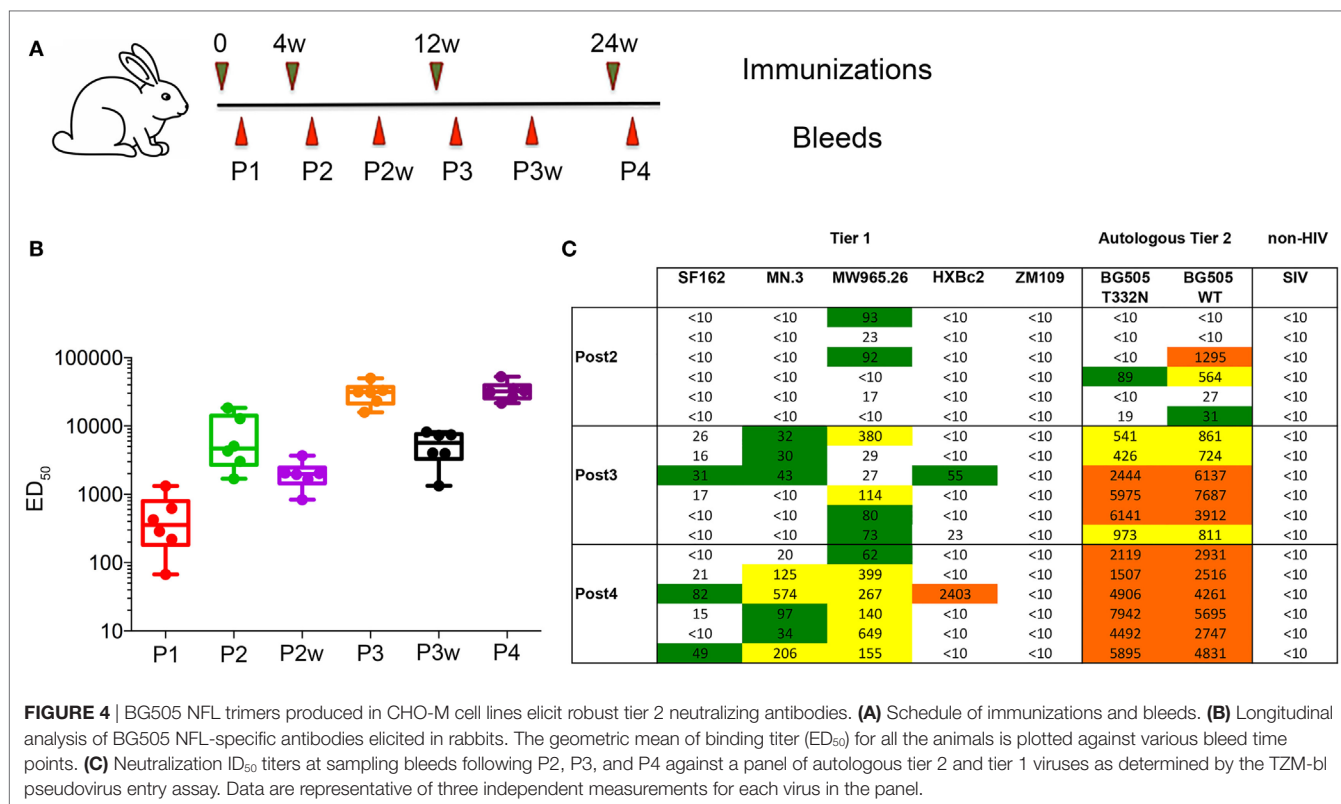 A
0 4w 12w 24w
Immunizations
Bleeds
P1 P2 P2w P3 P3w P4
B
ED50
100000
10000
1000
100
10
P1 P2 P2w P3 P3w P4
C
Tier 1 Autologous Tier 2 non-HIV
SF162 MN.3 MW965.26 HXBc2 ZM109 BG505 T332N BG505 WT SIV
Post2
<10 <10 93 <10 <10 <10 <10 <10
<10 <10 23 <10 <10 <10 <10 <10
<10 <10 92 <10 <10 <10 1295 <10
<10 <10 <10 <10 <10 89 564 <10
<10 <10 17 <10 <10 <10 27 <10
<10 <10 <10 <10 <10 19 31 <10
Post3
26 32 380 <10 <10 541 861 <10
16 30 29 <10 <10 426 724 <10
31 43 27 55 <10 2444 6137 <10
17 <10 114 <10 <10 5975 7687 <10
<10 <10 80 <10 <10 6141 3912 <10
<10 <10 73 23 <10 973 811 <10
Post4
<10 20 62 <10 <10 2119 2931 <10
21 125 399 <10 <10 1507 2516 <10
82 574 267 2403 <10 4906 4261 <10
15 97 140 <10 <10 7942 5695 <10
<10 34 649 <10 <10 4492 2747 <10
49 206 155 <10 <10 5895 4831 <10
FIGURE 4 | BG505 NFL trimers produced in CHO-M cell lines elicit robust tier 2 neutralizing antibodies. (A) Schedule of immunizations and bleeds. (B) Longitudinal
analysis of BG505 NFL-specific antibodies elicited in rabbits. The geometric mean of binding titer (ED50) for all the animals is plotted against various bleed time
points. (C) Neutralization ID50 titers at sampling bleeds following P2, P3, and P4 against a panel of autologous tier 2 and tier 1 viruses as determined by the TZM-bl
pseudovirus entry assay. Data are representative of three independent measurements for each virus in the panel.